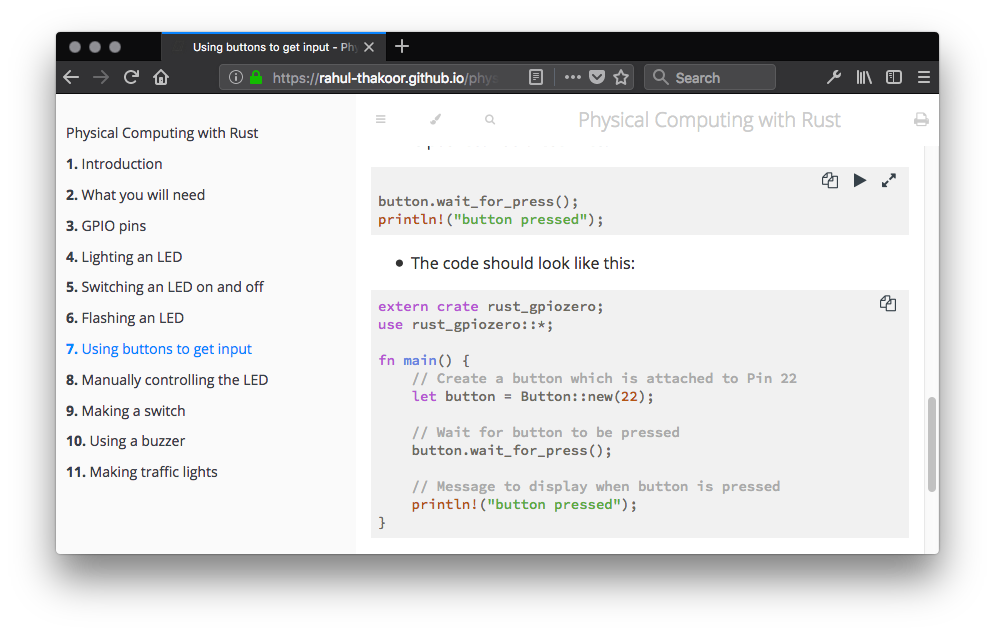 Using buttons to get input - Ph
https://rahul-thakoor.github.io/phys
Search
Physical Computing with Rust
1. Introduction
2. What you will need
3. GPIO pins
4. Lighting an LED
5. Switching an LED on and off
6. Flashing an LED
7. Using buttons to get input
8. Manually controlling the LED
9. Making a switch
10. Using a buzzer
11. Making traffic lights
Physical Computing with Rust
button.wait_for_press();
println!("button pressed");
• The code should look like this:
extern crate rust_gpiozero;
use rust_gpiozero::*;
fn main() {
// Create a button which is attached to Pin 22
let button = Button::new(22);
// Wait for button to be pressed
button.wait_for_press();
// Message to display when button is pressed
println!("button pressed");
}